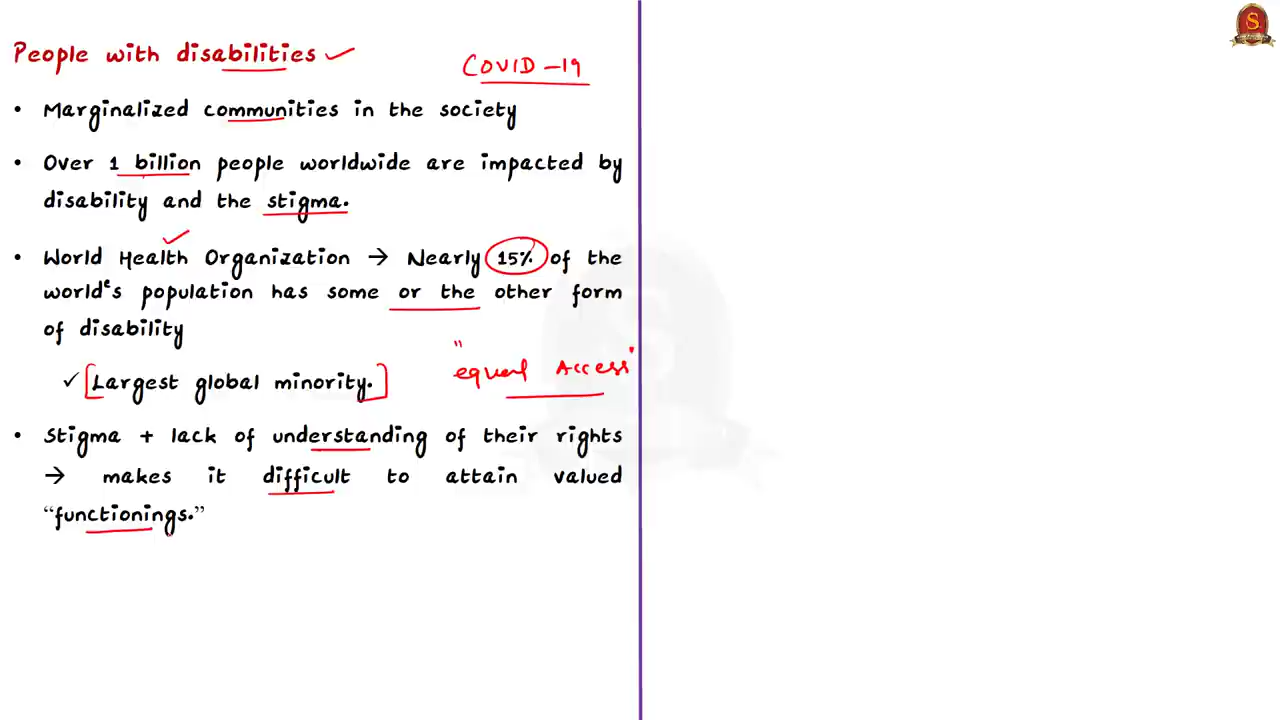 People with disabilities
COVID-19
• Marginalized communities in the society
• Over 1 billion people worldwide are impacted by
disability and the stigma.
• World Health Organization → Nearly 15% of the
world's population has some or the other form
of disability
✓ [Largest global minority.]
"equal Access"
• Stigma + lack of understanding of their rights
→ makes it difficult to attain valued
“functionings.”
S